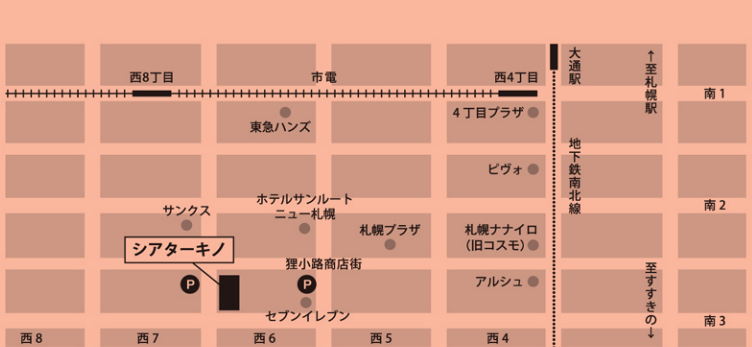 西8丁目
市電
西4丁目
大通駅
←至札幌駅
南1
東急ハンズ
4丁目プラザ
地下鉄南北線
ピヴォ
南2
サンクス
ホテルサンルート
ニュー札幌
札幌プラザ
札幌ナナイロ
(旧コスモ)
シアターキノ
狸小路商店街
P
P
アルシュ
至すすきの→
セブンイレブン
南3
西8
西7
西6
西5
西4